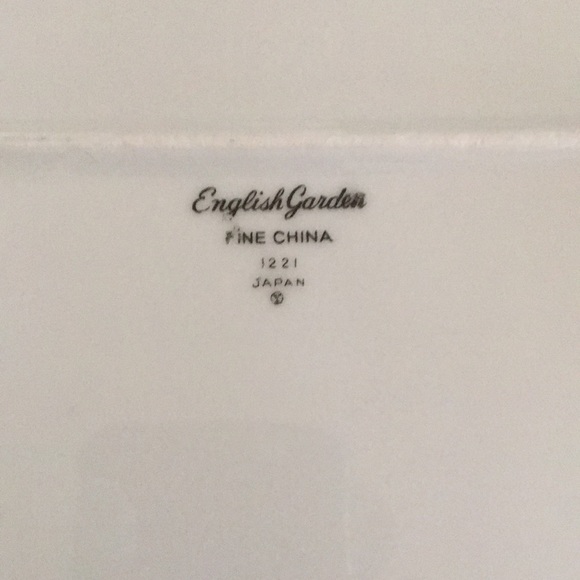 English Garden
FINE CHINA
1221
JAPAN